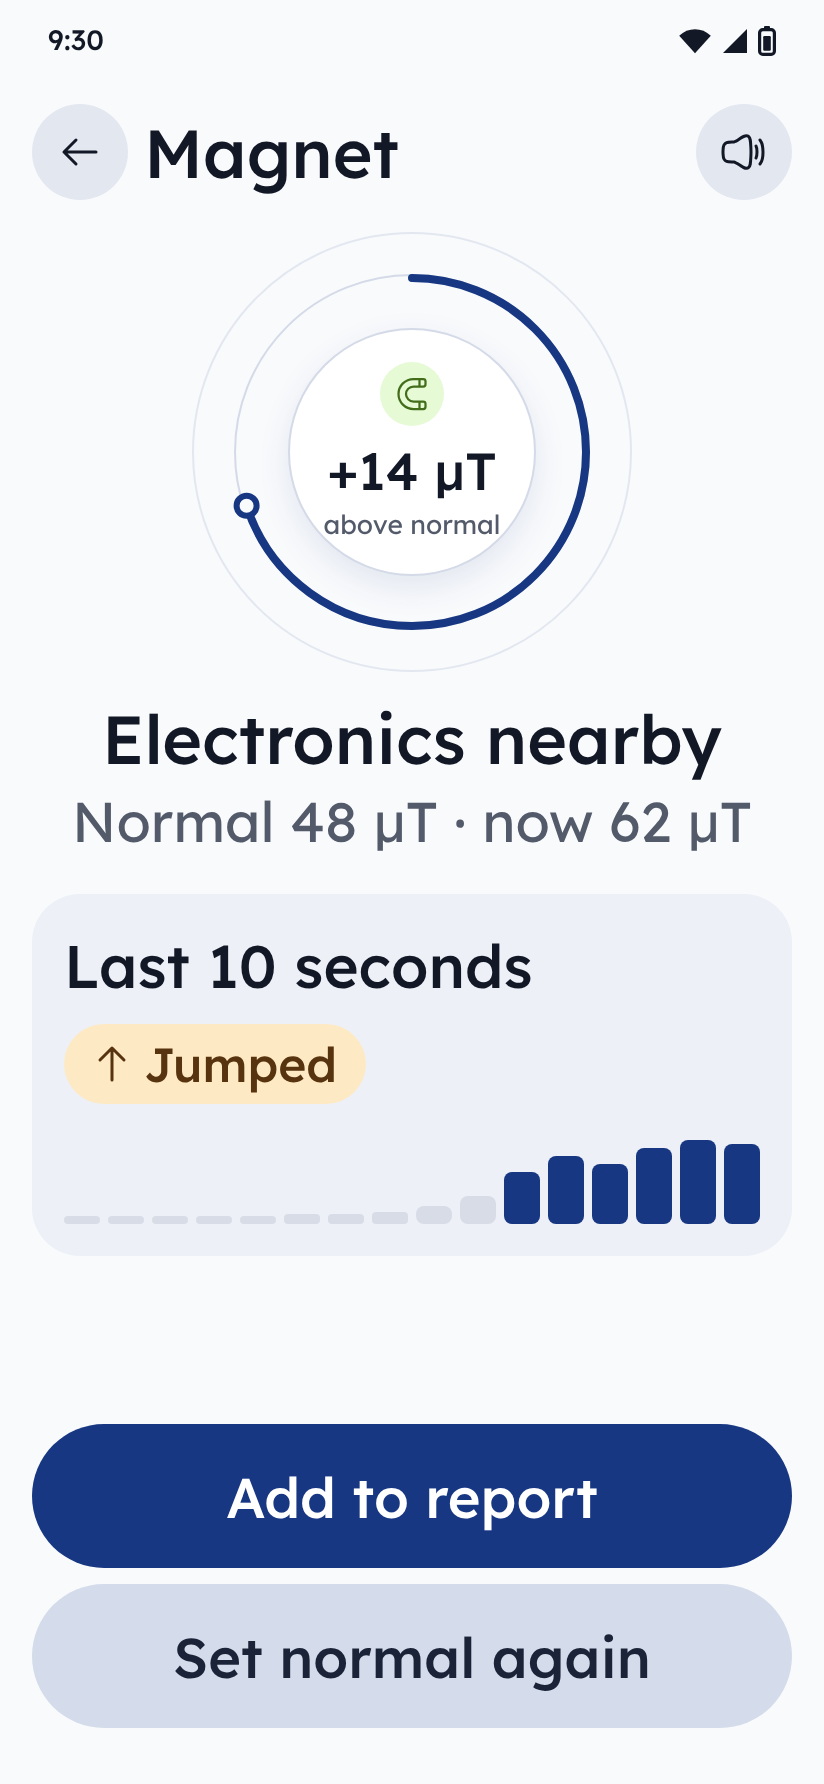 9:30
Magnet
+14 µT
above normal
Electronics nearby
Normal 48 µT · now 62 µT
Last 10 seconds
↑ Jumped
Add to report
Set normal again